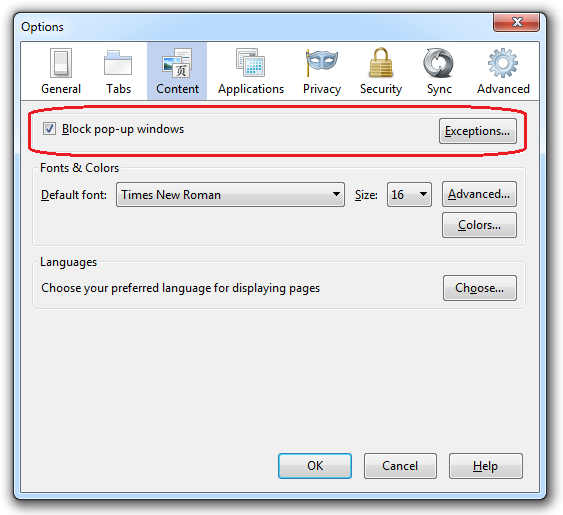 Options
General Tabs Content Applications Privacy Security Sync Advanced
Block pop-up windows Exceptions...
Fonts & Colors
Default font: Times New Roman Size: 16 Advanced...
Colors...
Languages
Choose your preferred language for displaying pages Choose...
OK Cancel Help